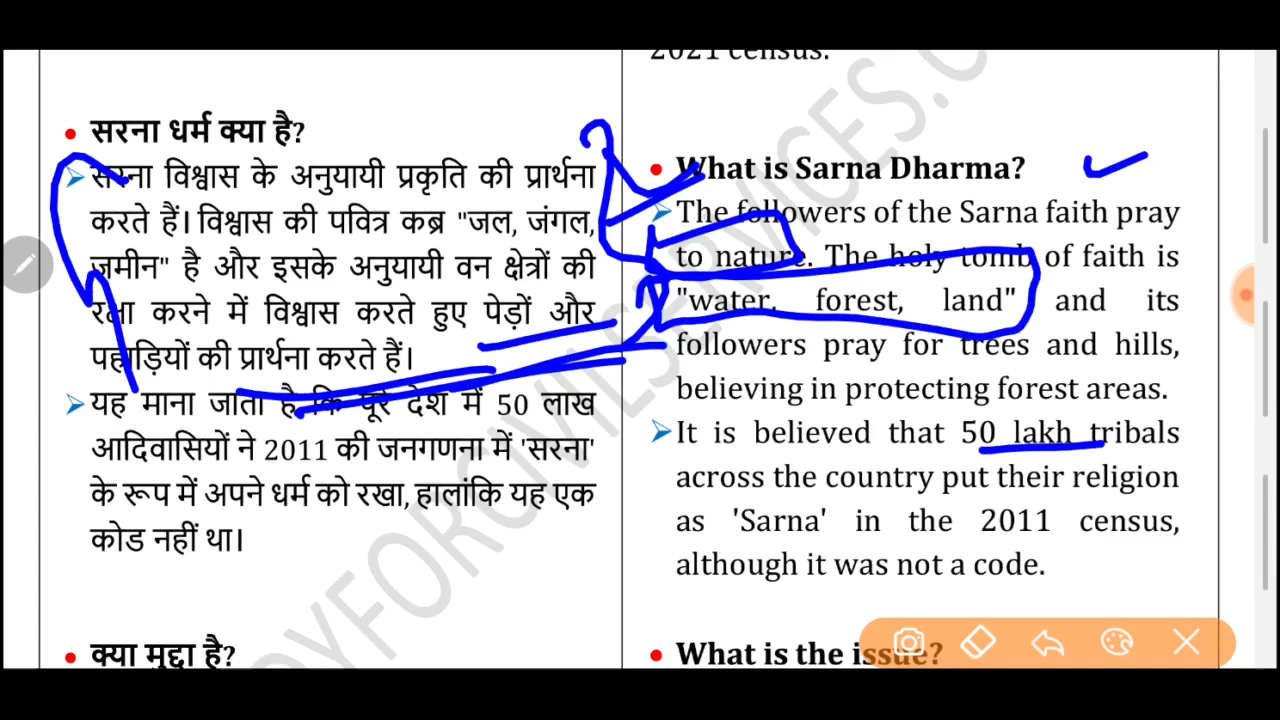 सरना धर्म क्या है?
सरना विश्वास के अनुयायी प्रकृति की प्रार्थना
करते हैं। विश्वास की पवित्र कब्र "जल, जंगल,
ज़मीन" है और इसके अनुयायी वन क्षेत्रों की
रक्षा करने में विश्वास करते हुए पेड़ों और
पहाड़ियों की प्रार्थना करते हैं।
यह माना जाता है कि पूरे देश में 50 लाख
आदिवासियों ने 2011 की जनगणना में 'सरना'
के रूप में अपने धर्म को रखा, हालांकि यह एक
कोड नहीं था।
क्या मुद्दा है?
2021 census.
What is Sarna Dharma?
The followers of the Sarna faith pray
to nature. The holy tomb of faith is
"water, forest, land" and its
followers pray for trees and hills,
believing in protecting forest areas.
It is believed that 50 lakh tribals
across the country put their religion
as 'Sarna' in the 2011 census,
although it was not a code.
What is the issue?